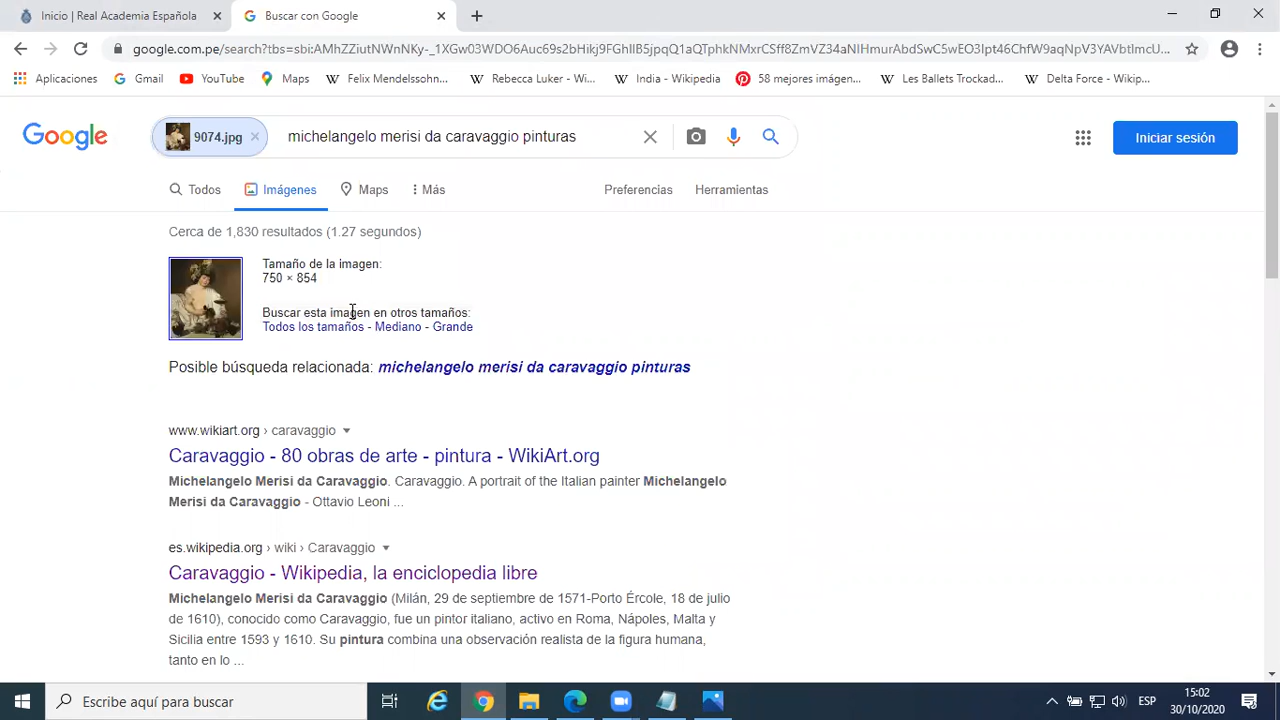 Inicio | Real Academia Española
Buscar con Google
google.com.pe/search?tbs=sbi:AMhZZiutNWnNKy-_1XGw03WDO6Auc69s2bHikj9FGhIIB5jpqQ1aQTphkNMxrCSff8ZmVZ34aNIHmurAbdSwC5wEO3Ipt46ChfW9aqNpV3YAVbtlmcU...
Aplicaciones
Gmail
YouTube
Maps
Felix Mendelssohn...
Rebecca Luker - Wi...
India - Wikipedia
58 mejores imágen...
Les Ballets Trockad...
Delta Force - Wikip...
Google
9074.jpg
michelangelo merisi da caravaggio pinturas
Iniciar sesión
Todos
Imágenes
Maps
Más
Preferencias
Herramientas
Cerca de 1,830 resultados (1.27 segundos)
Tamaño de la imagen:
750 × 854
Buscar esta imagen en otros tamaños:
Todos los tamaños - Mediano - Grande
Posible búsqueda relacionada: michelangelo merisi da caravaggio pinturas
www.wikiart.org › caravaggio
Caravaggio - 80 obras de arte - pintura - WikiArt.org
Michelangelo Merisi da Caravaggio. Caravaggio. A portrait of the Italian painter Michelangelo
Merisi da Caravaggio - Ottavio Leoni ...
es.wikipedia.org › wiki › Caravaggio
Caravaggio - Wikipedia, la enciclopedia libre
Michelangelo Merisi da Caravaggio (Milán, 29 de septiembre de 1571-Porto Ércole, 18 de julio
de 1610), conocido como Caravaggio, fue un pintor italiano, activo en Roma, Nápoles, Malta y
Sicilia entre 1593 y 1610. Su pintura combina una observación realista de la figura humana,
tanto en lo ...
Escribe aquí para buscar
ESP
15:02
30/10/2020